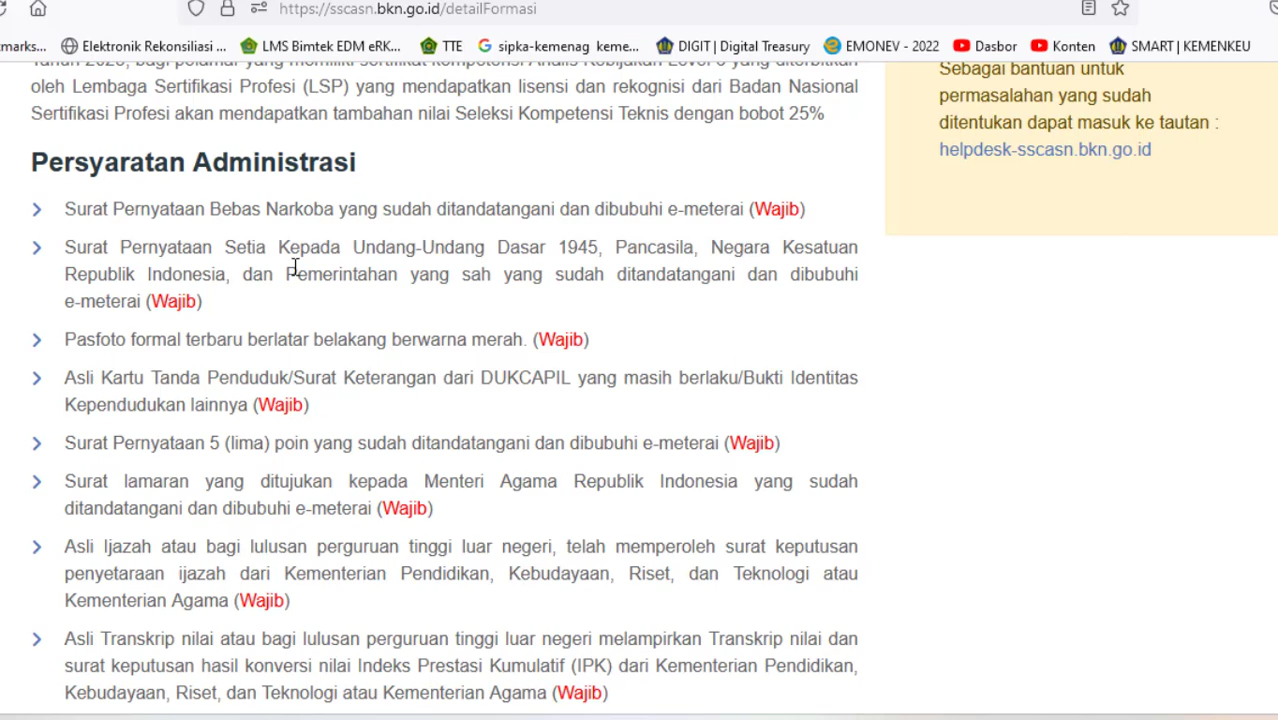 https://sscasn.bkn.go.id/detailFormasi
marks...
Elektronik Rekonsiliasi ...
LMS Bimtek EDM eRK...
TTE
sipka-kemenag keme...
DIGIT | Digital Treasury
EMONEV - 2022
Dasbor
Konten
SMART | KEMENKEU
oleh Lembaga Sertifikasi Profesi (LSP) yang mendapatkan lisensi dan rekognisi dari Badan Nasional
Sertifikasi Profesi akan mendapatkan tambahan nilai Seleksi Kompetensi Teknis dengan bobot 25%
Persyaratan Administrasi
Surat Pernyataan Bebas Narkoba yang sudah ditandatangani dan dibubuhi e-meterai (Wajib)
Surat Pernyataan Setia Kepada Undang-Undang Dasar 1945, Pancasila, Negara Kesatuan
Republik Indonesia, dan Pemerintahan yang sah yang sudah ditandatangani dan dibubuhi
e-meterai (Wajib)
Pasfoto formal terbaru berlatar belakang berwarna merah. (Wajib)
Asli Kartu Tanda Penduduk/Surat Keterangan dari DUKCAPIL yang masih berlaku/Bukti Identitas
Kependudukan lainnya (Wajib)
Surat Pernyataan 5 (lima) poin yang sudah ditandatangani dan dibubuhi e-meterai (Wajib)
Surat lamaran yang ditujukan kepada Menteri Agama Republik Indonesia yang sudah
ditandatangani dan dibubuhi e-meterai (Wajib)
Asli Ijazah atau bagi lulusan perguruan tinggi luar negeri, telah memperoleh surat keputusan
penyetaraan ijazah dari Kementerian Pendidikan, Kebudayaan, Riset, dan Teknologi atau
Kementerian Agama (Wajib)
Asli Transkrip nilai atau bagi lulusan perguruan tinggi luar negeri melampirkan Transkrip nilai dan
surat keputusan hasil konversi nilai Indeks Prestasi Kumulatif (IPK) dari Kementerian Pendidikan,
Kebudayaan, Riset, dan Teknologi atau Kementerian Agama (Wajib)
Sebagai bantuan untuk
permasalahan yang sudah
ditentukan dapat masuk ke tautan :
helpdesk-sscasn.bkn.go.id